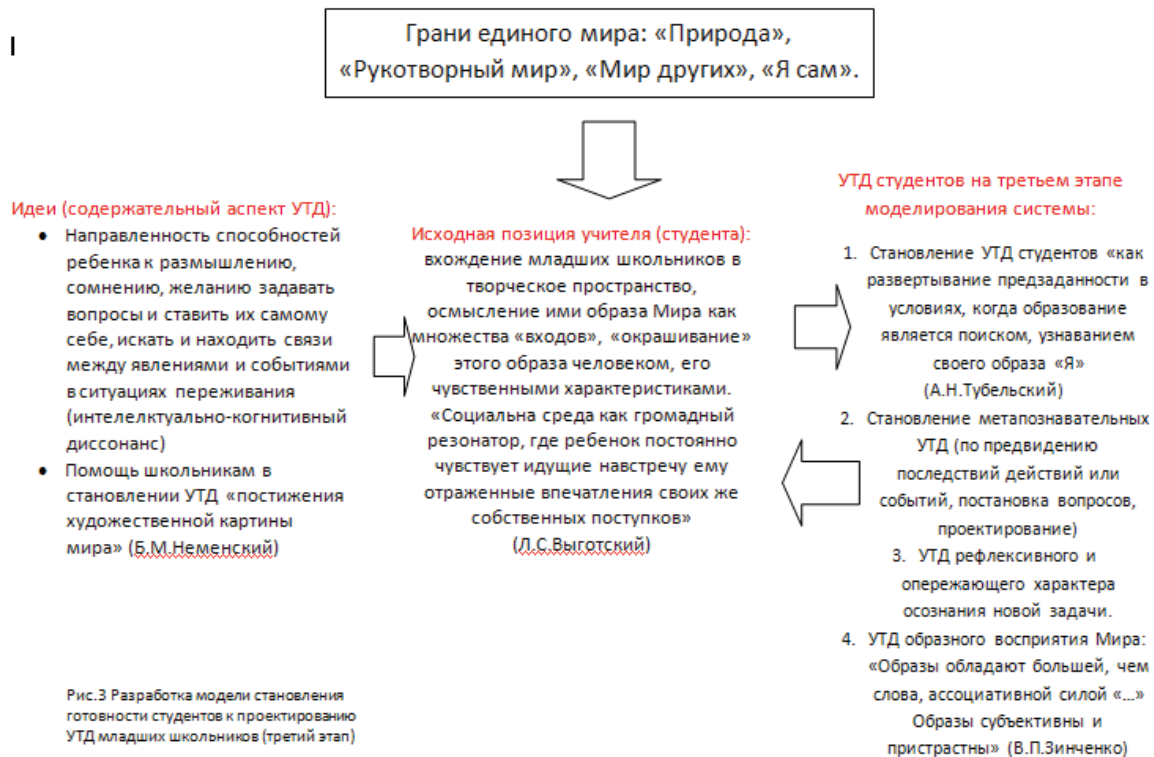 I
Грани единого мира: «Природа»,
«Рукотворный мир», «Мир других», «Я сам».
Идеи (содержательный аспект УТД):
● Направленность способностей
ребенка к размышлению,
сомнению, желанию задавать
вопросы и ставить их самому
себе, искать и находить связи
между явлениями и событиями
в ситуациях переживания
(интелелктуально-когнитивный
диссонанс)
● Помощь школьникам в
становлении УТД «постижения
художественной картины
мира» (Б.М.Неменский)
Исходная позиция учителя (студента):
вхождение младших школьников в
творческое пространство,
осмысление ими образа Мира как
множества «входов», «окрашивание»
этого образа человеком, его
чувственными характеристиками.
«Социальна среда как громадный
резонатор, где ребенок постоянно
чувствует идущие навстречу ему
отраженные впечатления своих же
собственных поступков»
(Л.С.Выготский)
УТД студентов на третьем этапе
моделирования системы:
1. Становление УТД студентов «как
развертывание предзаданности в
условиях, когда образование
является поиском, узнаванием
своего образа «Я»
(А.Н.Тубельский)
2. Становление метапознавательных
УТД (по предвидению
последствий действий или
событий, постановка вопросов,
проектирование)
3. УТД рефлексивного и
опережающего характера
осознания новой задачи.
4. УТД образного восприятия Мира:
«Образы обладают большей, чем
слова, ассоциативной силой «...»
Образы субъективны и
пристрастны» (В.П.Зинченко)
Рис.3 Разработка модели становления
готовности студентов к проектированию
УТД младших школьников (третий этап)